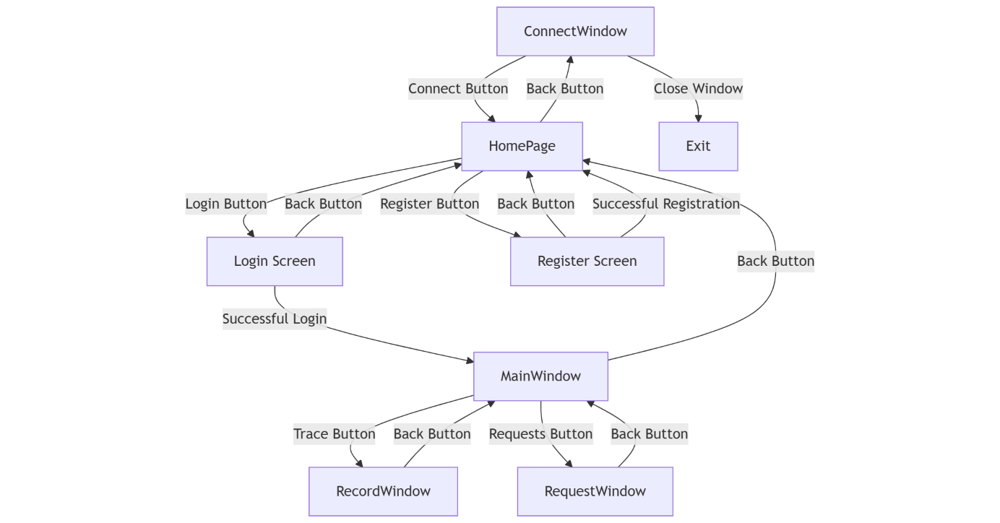 ConnectWindow
Connect Button
Back Button
Close Window
HomePage
Exit
Login Button
Back Button
Register Button
Back Button
Successful Registration
Login Screen
Register Screen
Back Button
Successful Login
MainWindow
Trace Button
Back Button
Requests Button
Back Button
RecordWindow
RequestWindow